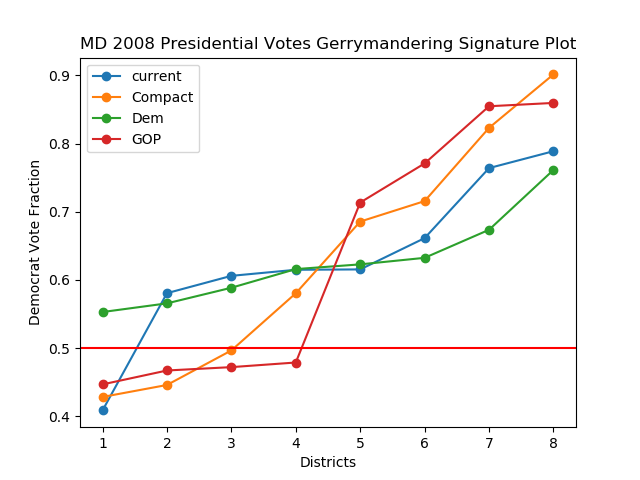 MD 2008 Presidential Votes Gerrymandering Signature Plot
current
Compact
Dem
GOP
Democrat Vote Fraction
0.9
0.8
0.7
0.6
0.5
0.4
1 2 3 4 5 6 7 8
Districts